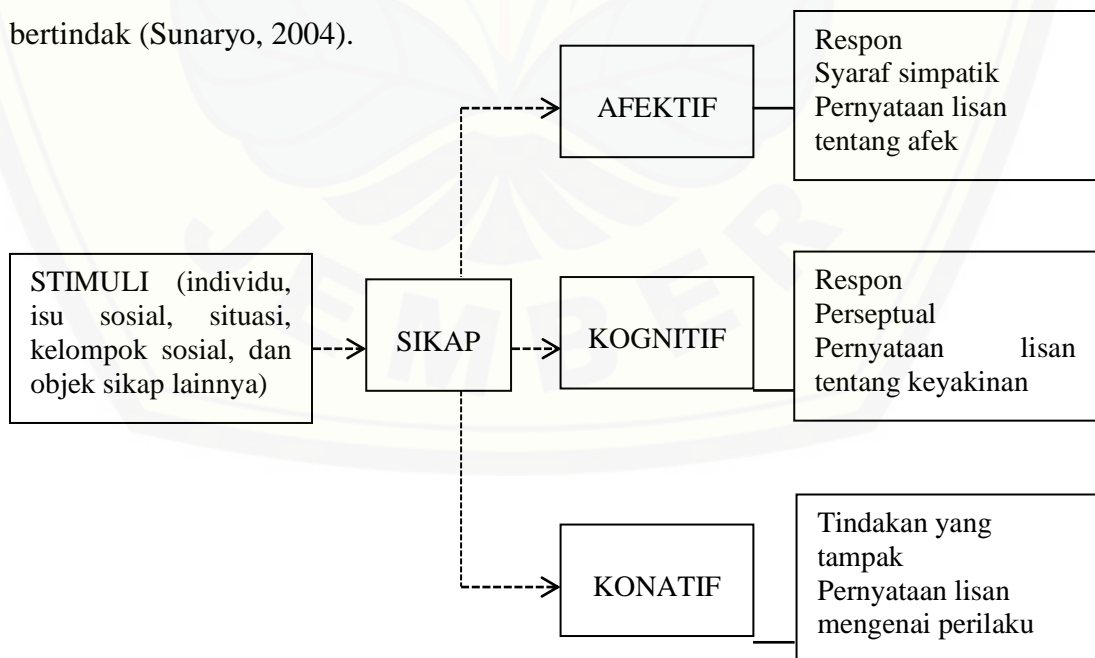 bertindak (Sunaryo, 2004).
STIMULI (individu,
isu sosial, situasi,
kelompok sosial, dan
objek sikap lainnya)
SIKAP
AFEKTIF
Respon
Syaraf simpatik
Pernyataan lisan
tentang afek
KOGNITIF
Respon
Perseptual
Pernyataan lisan
tentang keyakinan
KONATIF
Tindakan yang
tampak
Pernyataan lisan
mengenai perilaku
JEMBER